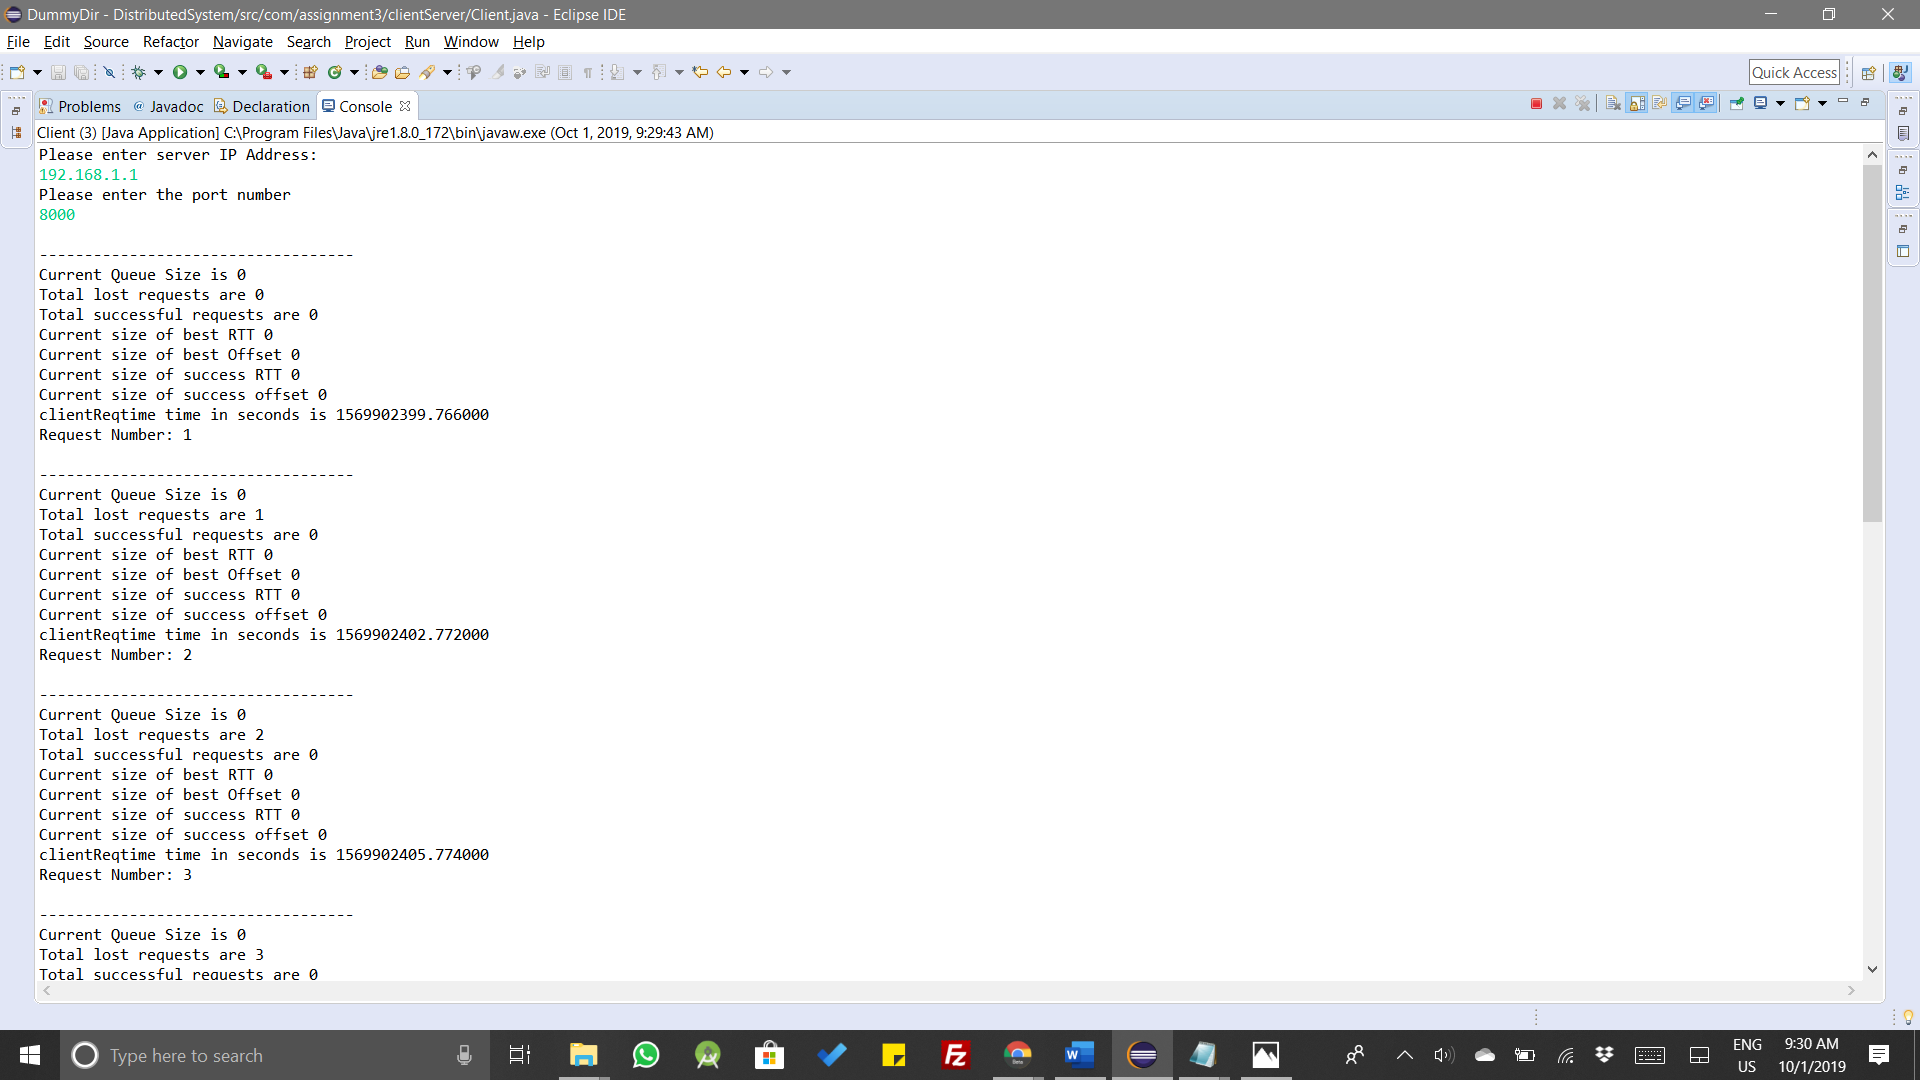 DummyDir - DistributedSystem/src/com/assignment3/clientServer/Client.java - Eclipse IDE
File Edit Source Refactor Navigate Search Project Run Window Help
Quick Access
Problems @ Javadoc Declaration Console
Client (3) [Java Application] C:\Program Files\Java\jre1.8.0_172\bin\javaw.exe (Oct 1, 2019, 9:29:43 AM)
Please enter server IP Address:
192.168.1.1
Please enter the port number
8000
-----------------------------------
Current Queue Size is 0
Total lost requests are 0
Total successful requests are 0
Current size of best RTT 0
Current size of best Offset 0
Current size of success RTT 0
Current size of success offset 0
clientReqtime time in seconds is 1569902399.766000
Request Number: 1
-----------------------------------
Current Queue Size is 0
Total lost requests are 1
Total successful requests are 0
Current size of best RTT 0
Current size of best Offset 0
Current size of success RTT 0
Current size of success offset 0
clientReqtime time in seconds is 1569902402.772000
Request Number: 2
-----------------------------------
Current Queue Size is 0
Total lost requests are 2
Total successful requests are 0
Current size of best RTT 0
Current size of best Offset 0
Current size of success RTT 0
Current size of success offset 0
clientReqtime time in seconds is 1569902405.774000
Request Number: 3
-----------------------------------
Current Queue Size is 0
Total lost requests are 3
Total successful requests are 0
Type here to search
ENG
US
9:30 AM
10/1/2019